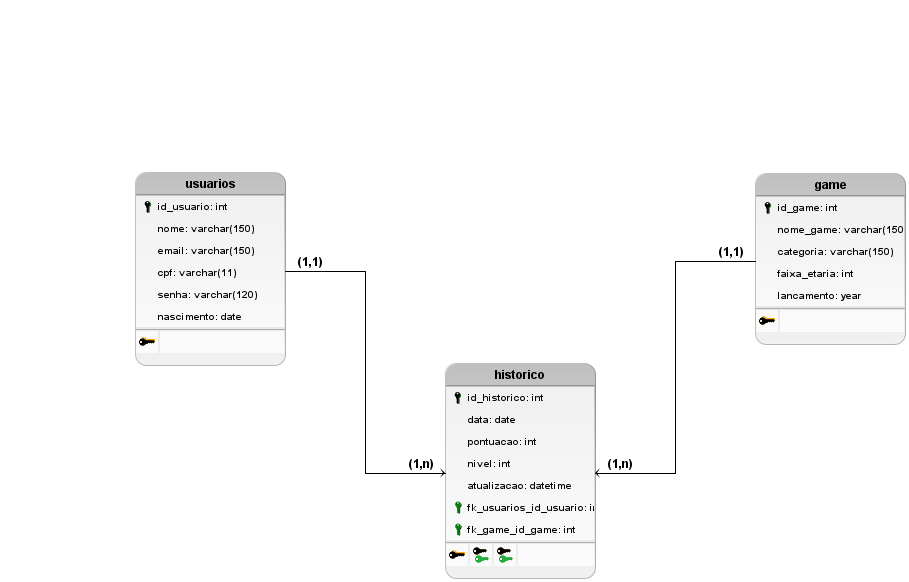 usuarios
id_usuario: int
nome: varchar(150)
email: varchar(150)
cpf: varchar(11)
senha: varchar(120)
nascimento: date
(1,1)
game
id_game: int
nome_game: varchar(150
categoria: varchar(150)
faixa_etaria: int
lancamento: year
(1,1)
historico
id_historico: int
data: date
pontuacao: int
nivel: int
atualizacao: datetime
fk_usuarios_id_usuario: in
fk_game_id_game: int
(1,n)
(1,n)